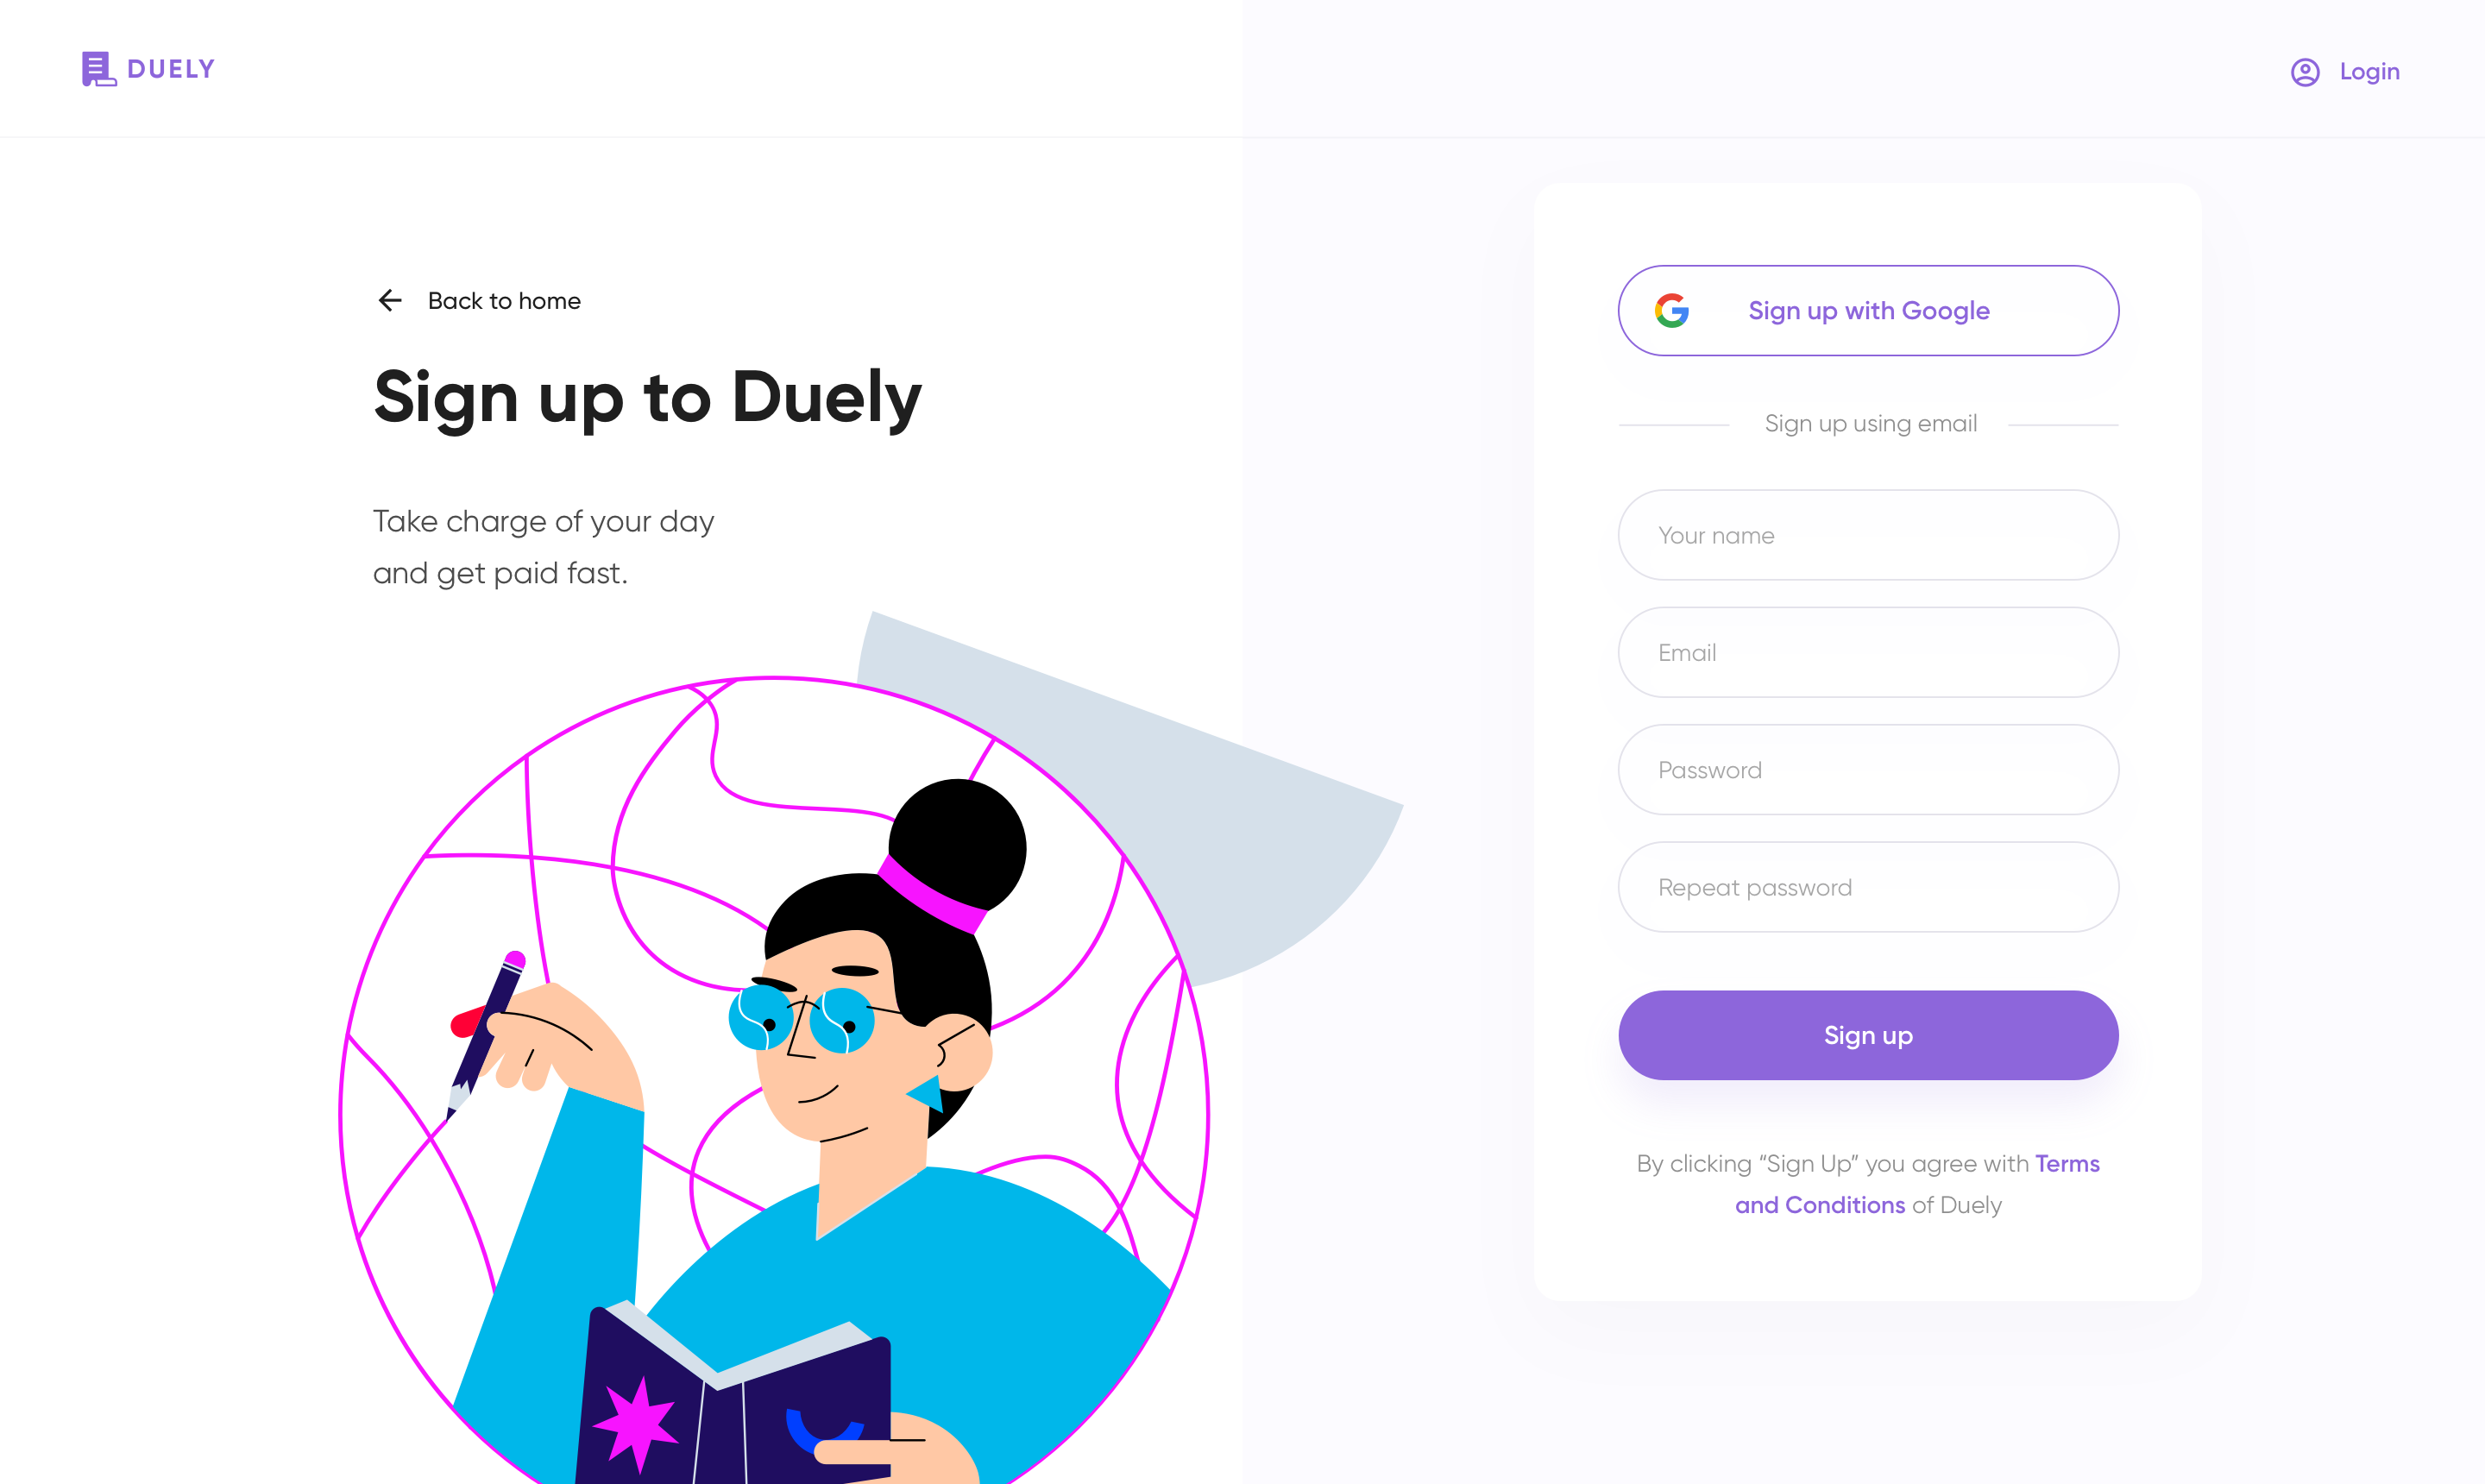 DUELY
Login
Back to home
Sign up to Duely
Take charge of your day
and get paid fast.
Sign up with Google
Sign up using email
Your name
Email
Password
Repeat password
Sign up
By clicking “Sign Up” you agree with Terms
and Conditions of Duely